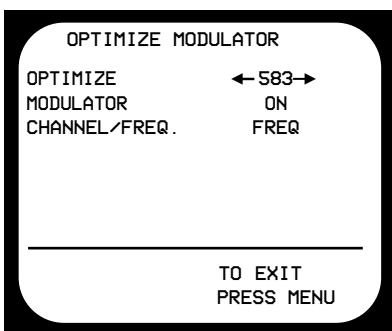 OPTIMIZE MODULATOR
OPTIMIZE ←583→
MODULATOR ON
CHANNEL/FREQ. FREQ
TO EXIT
PRESS MENU